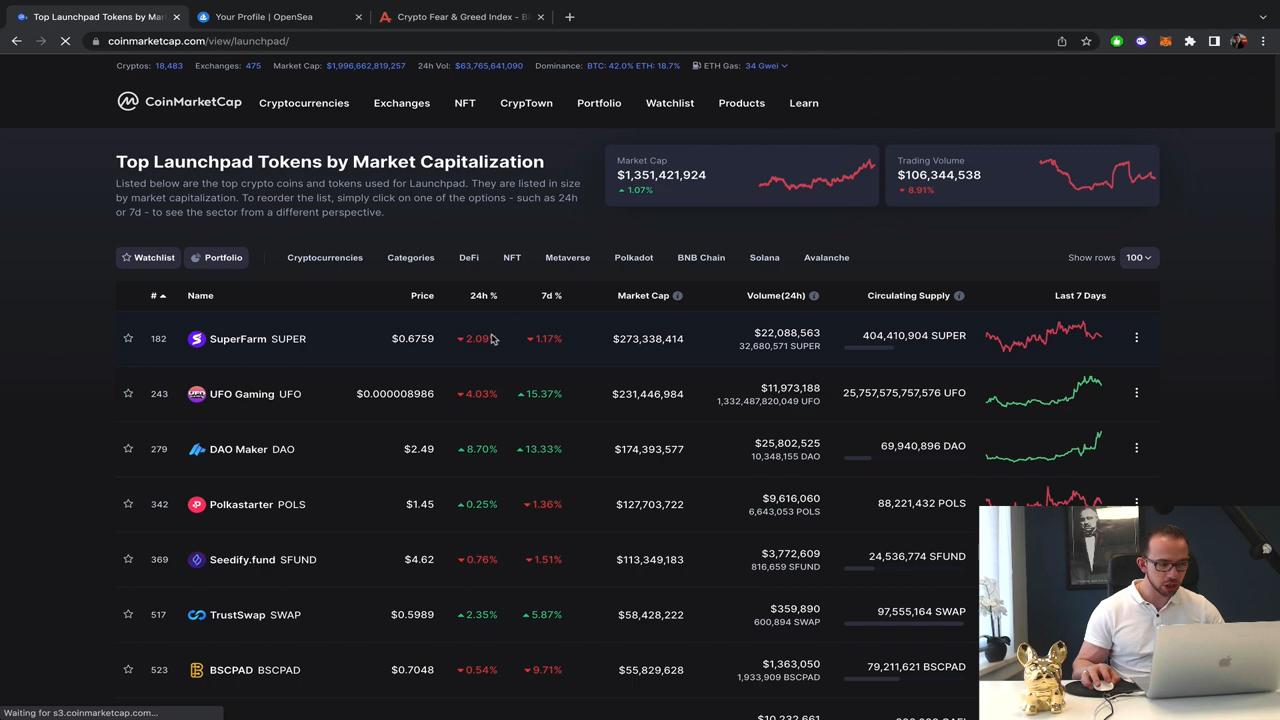 Top Launchpad Tokens by Mar
Your Profile | OpenSea
Crypto Fear & Greed Index - Bi
coinmarketcap.com/view/launchpad/
Cryptos: 18,483 Exchanges: 475 Market Cap: $1,996,662,819,257 24h Vol: $63,765,641,090 Dominance: BTC: 42.0% ETH: 18.7% ETH Gas: 34 Gwei
CoinMarketCap Cryptocurrencies Exchanges NFT CrypTown Portfolio Watchlist Products Learn
Top Launchpad Tokens by Market Capitalization
Listed below are the top crypto coins and tokens used for Launchpad. They are listed in size
by market capitalization. To reorder the list, simply click on one of the options - such as 24h
or 7d - to see the sector from a different perspective.
Market Cap
$1,351,421,924
1.07%
Trading Volume
$106,344,538
8.91%
Watchlist Portfolio Cryptocurrencies Categories DeFi NFT Metaverse Polkadot BNB Chain Solana Avalanche Show rows 100
# Name Price 24h % 7d % Market Cap Volume(24h) Circulating Supply Last 7 Days
182 SuperFarm SUPER $0.6759 2.09 1.17% $273,338,414 $22,088,563 404,410,904 SUPER
32,680,571 SUPER
243 UFO Gaming UFO $0.000008986 4.03% 15.37% $231,446,984 $11,973,188 25,757,575,757,576 UFO
1,332,487,820,049 UFO
279 DAO Maker DAO $2.49 8.70% 13.33% $174,393,577 $25,802,525 69,940,896 DAO
10,348,155 DAO
342 Polkastarter POLS $1.45 0.25% 1.36% $127,703,722 $9,616,060 88,221,432 POLS
6,643,053 POLS
369 Seedify.fund SFUND $4.62 0.76% 1.51% $113,349,183 $3,772,609 24,536,774 SFUND
816,659 SFUND
517 TrustSwap SWAP $0.5989 2.35% 5.87% $58,428,222 $359,890 97,555,164 SWAP
600,894 SWAP
523 BSCPAD BSCPAD $0.7048 0.54% 9.71% $55,829,628 $1,363,050 79,211,621 BSCPAD
1,933,909 BSCPAD
$10,232,661
Waiting for s3.coinmarketcap.com...